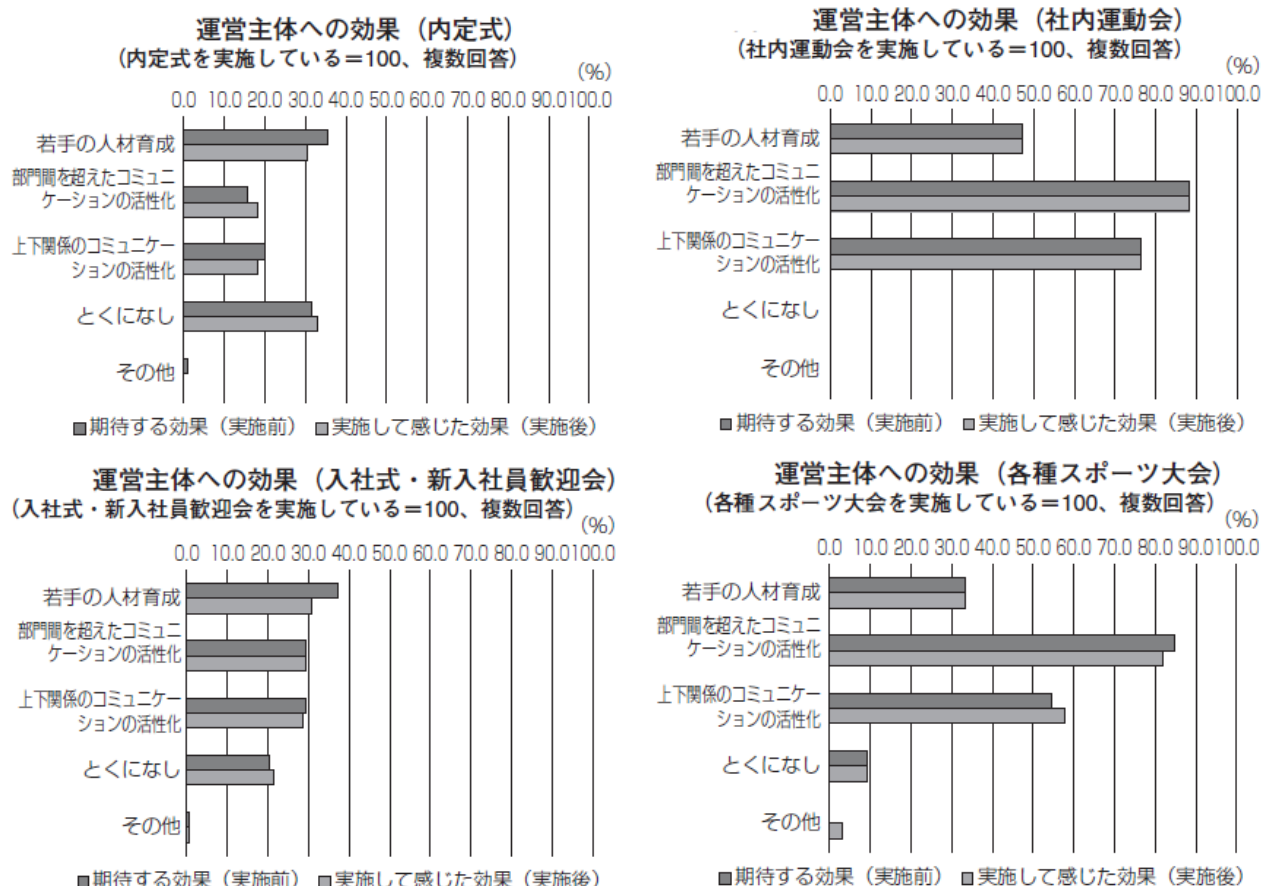 運営主体への効果（内定式）
（内定式を実施している＝100、複数回答）
（%）
0.0 10.0 20.0 30.0 40.0 50.0 60.0 70.0 80.0 90.0 100.0
若手の人材育成
部門間を超えたコミュニ
ケーションの活性化
上下関係のコミュニケー
ションの活性化
とくになし
その他
■期待する効果（実施前） ■実施して感じた効果（実施後）
運営主体への効果（社内運動会）
（社内運動会を実施している＝100、複数回答）
（%）
0.0 10.0 20.0 30.0 40.0 50.0 60.0 70.0 80.0 90.0 100.0
若手の人材育成
部門間を超えたコミュニ
ケーションの活性化
上下関係のコミュニケー
ションの活性化
とくになし
その他
■期待する効果（実施前） ■実施して感じた効果（実施後）
運営主体への効果（入社式・新入社員歓迎会）
（入社式・新入社員歓迎会を実施している＝100、複数回答）
（%）
0.0 10.0 20.0 30.0 40.0 50.0 60.0 70.0 80.0 90.0 100.0
若手の人材育成
部門間を超えたコミュニ
ケーションの活性化
上下関係のコミュニケー
ションの活性化
とくになし
その他
■期待する効果（実施前） ■実施して感じた効果（実施後）
運営主体への効果（各種スポーツ大会）
（各種スポーツ大会を実施している＝100、複数回答）
（%）
0.0 10.0 20.0 30.0 40.0 50.0 60.0 70.0 80.0 90.0 100.0
若手の人材育成
部門間を超えたコミュニ
ケーションの活性化
上下関係のコミュニケー
ションの活性化
とくになし
その他
■期待する効果（実施前） ■実施して感じた効果（実施後）